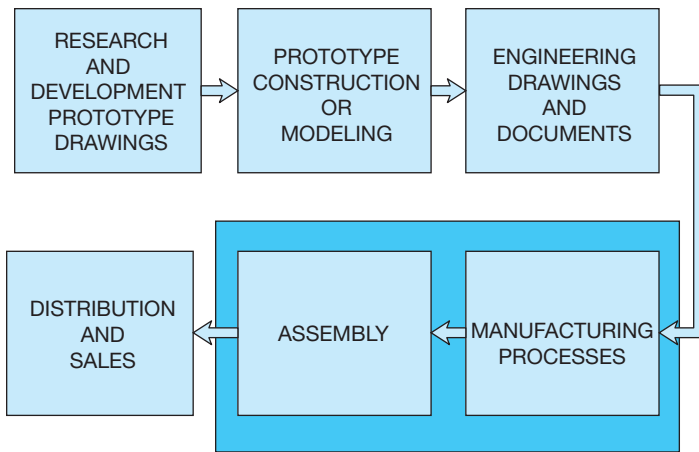 RESEARCH
AND
DEVELOPMENT
PROTOTYPE
DRAWINGS
PROTOTYPE
CONSTRUCTION
OR
MODELING
ENGINEERING
DRAWINGS
AND
DOCUMENTS
DISTRIBUTION
AND
SALES
ASSEMBLY
MANUFACTURING
PROCESSES